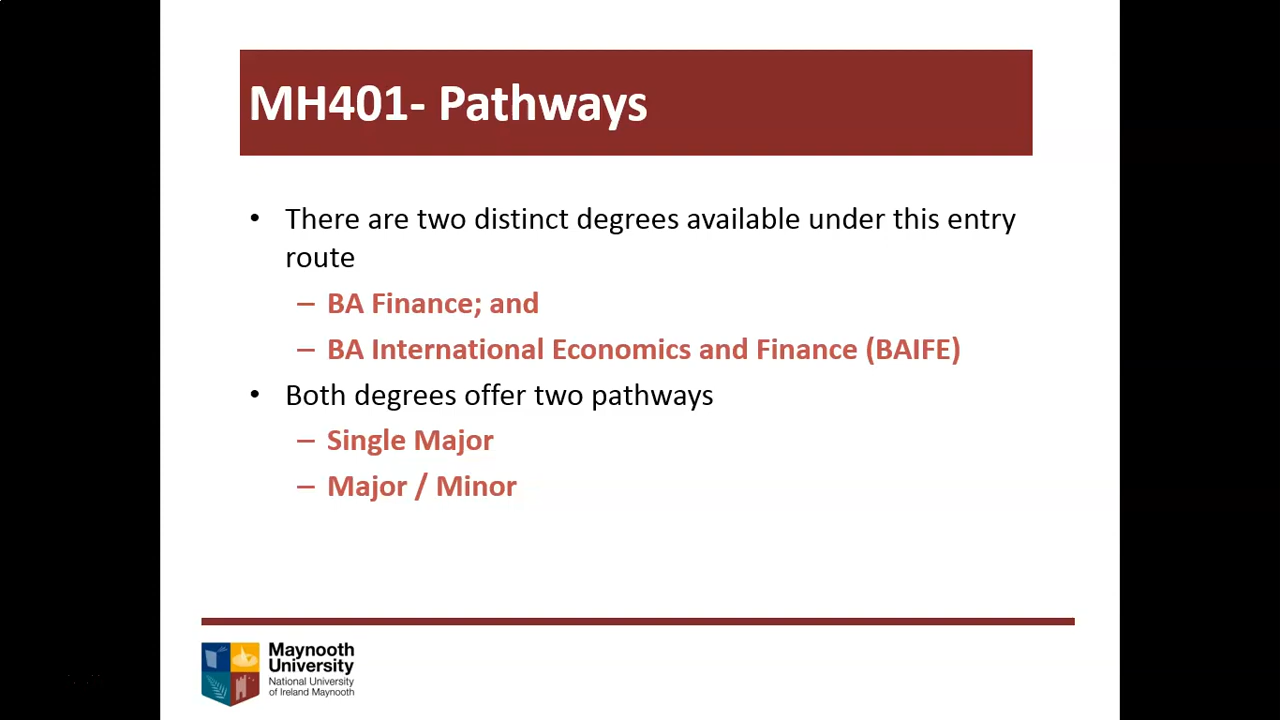 MH401- Pathways
• There are two distinct degrees available under this entry
route
– BA Finance; and
– BA International Economics and Finance (BAIFE)
• Both degrees offer two pathways
– Single Major
– Major / Minor
Maynooth
University
National University
of Ireland Maynooth